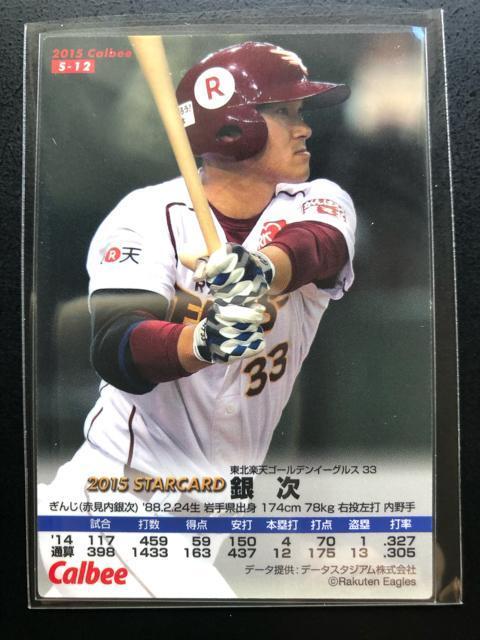 2015 Calbee
S-12
R
R天
33
東北楽天ゴールデンイーグルス 33
2015 STARCARD 銀 次
ぎんじ(赤見内銀次) '88.2.24生 岩手県出身 174cm 78kg 右投左打 内野手
試合 打数 得点 安打 本塁打 打点 盗塁 打率
'14 117 459 59 150 4 70 1 .327
通算 398 1433 163 437 12 175 13 .305
Calbee
データ提供：データスタジアム株式会社
©Rakuten Eagles